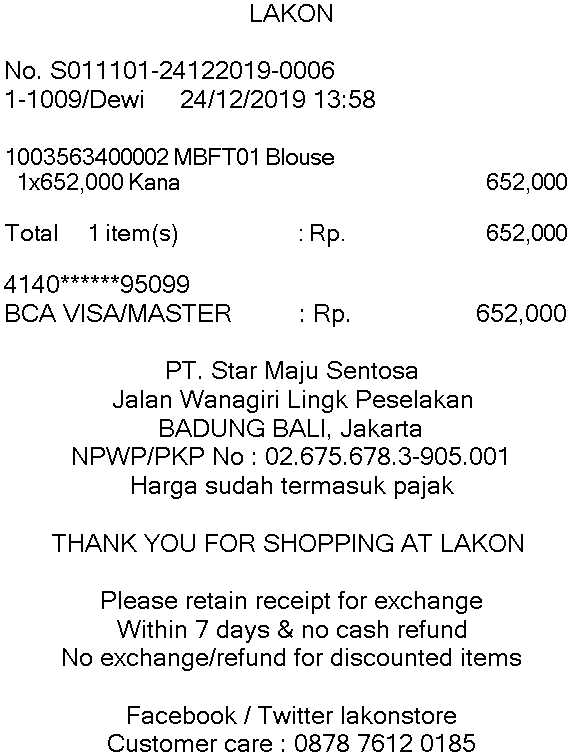 LAKON
No. S011101-24122019-0006
1-1009/Dewi 24/12/2019 13:58
1003563400002 MBFT01 Blouse
1x652,000 Kana 652,000
Total 1 item(s) : Rp. 652,000
4140******95099
BCA VISA/MASTER : Rp. 652,000
PT. Star Maju Sentosa
Jalan Wanagiri Lingk Peselakan
BADUNG BALI, Jakarta
NPWP/PKP No : 02.675.678.3-905.001
Harga sudah termasuk pajak
THANK YOU FOR SHOPPING AT LAKON
Please retain receipt for exchange
Within 7 days & no cash refund
No exchange/refund for discounted items
Facebook / Twitter lakonstore
Customer care : 0878 7612 0185